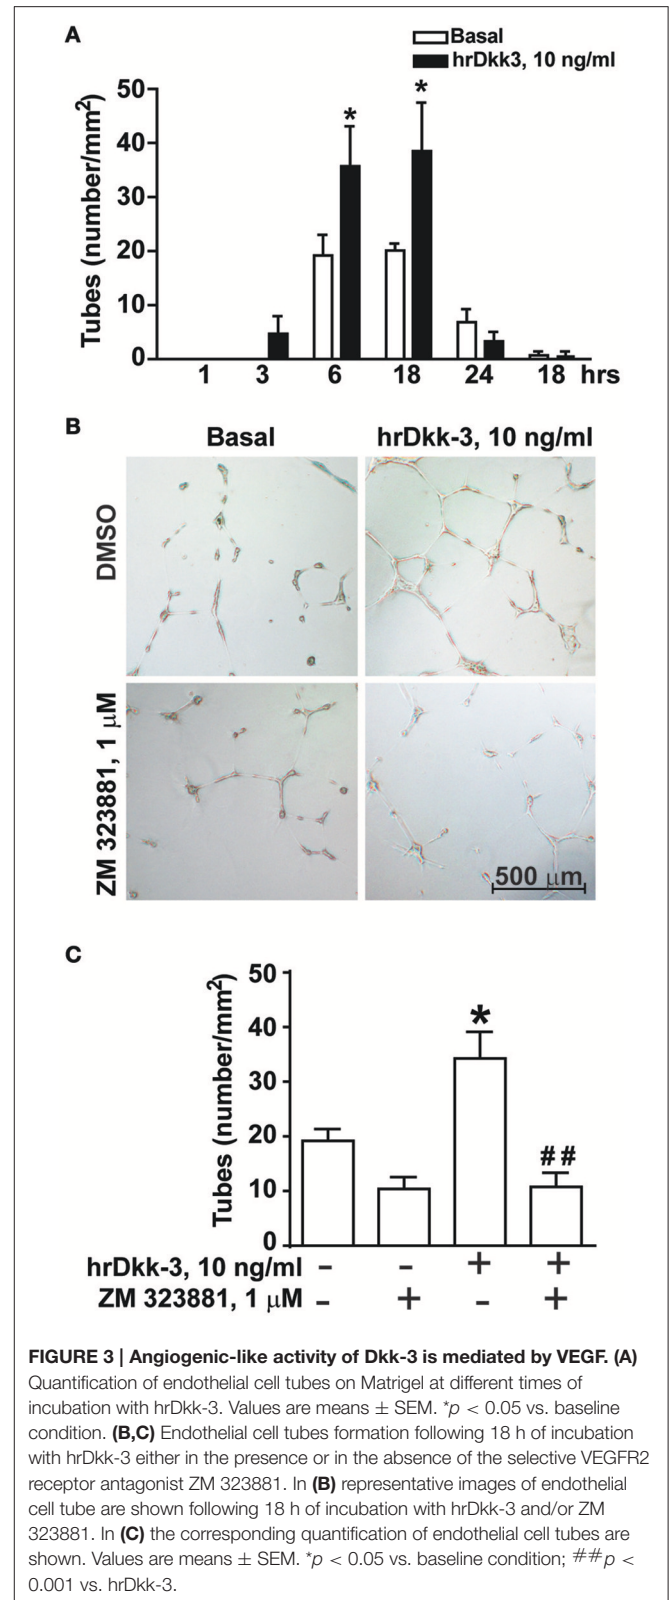 A
Basal
hrDkk3, 10 ng/ml
Tubes (number/mm²)
50
40
30
20
10
0
*
*
1 3 6 18 24 18 hrs
B
Basal hrDkk-3, 10 ng/ml
DMSO
ZM 323881, 1 µM
500 µm
C
Tubes (number/mm²)
50
40
30
20
10
0
*
##
hrDkk-3, 10 ng/ml – – + +
ZM 323881, 1 µM – + – +
FIGURE 3 | Angiogenic-like activity of Dkk-3 is mediated by VEGF. (A)
Quantification of endothelial cell tubes on Matrigel at different times of
incubation with hrDkk-3. Values are means ± SEM. *p < 0.05 vs. baseline
condition. (B,C) Endothelial cell tubes formation following 18 h of incubation
with hrDkk-3 either in the presence or in the absence of the selective VEGFR2
receptor antagonist ZM 323881. In (B) representative images of endothelial
cell tube are shown following 18 h of incubation with hrDkk-3 and/or ZM
323881. In (C) the corresponding quantification of endothelial cell tubes are
shown. Values are means ± SEM. *p < 0.05 vs. baseline condition; ##p <
0.001 vs. hrDkk-3.